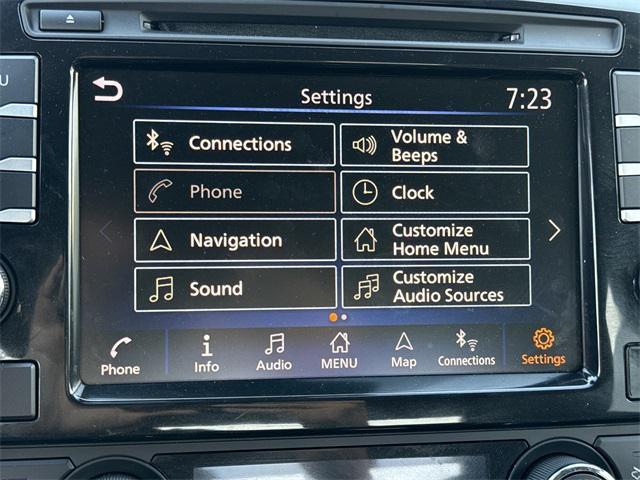 Settings
7:23
Connections
Volume &
Beeps
Phone
Clock
Navigation
Customize
Home Menu
Sound
Customize
Audio Sources
Phone
Info
Audio
MENU
Map
Connections
Settings